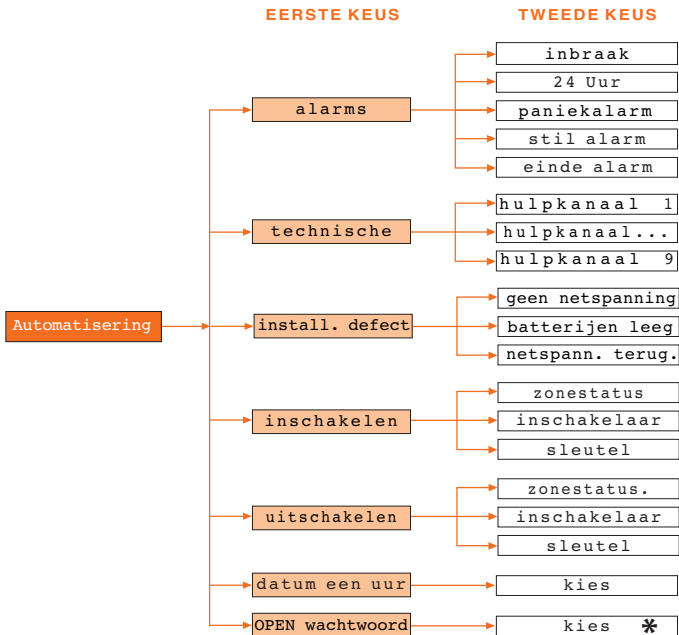 EERSTE KEUS TWEEDE KEUS
inbraak
24 Uur
alarms paniekalarm
stil alarm
einde alarm
hulpkanaal 1
technische hulpkanaal...
hulpkanaal 9
geen netspanning
Automatisering install. defect batterijen leeg
netspann. terug.
zonestatus
inschakelen inschakelaar
sleutel
zonestatus.
uitschakelen inschakelaar
sleutel
datum een uur kies
OPEN wachtwoord kies *